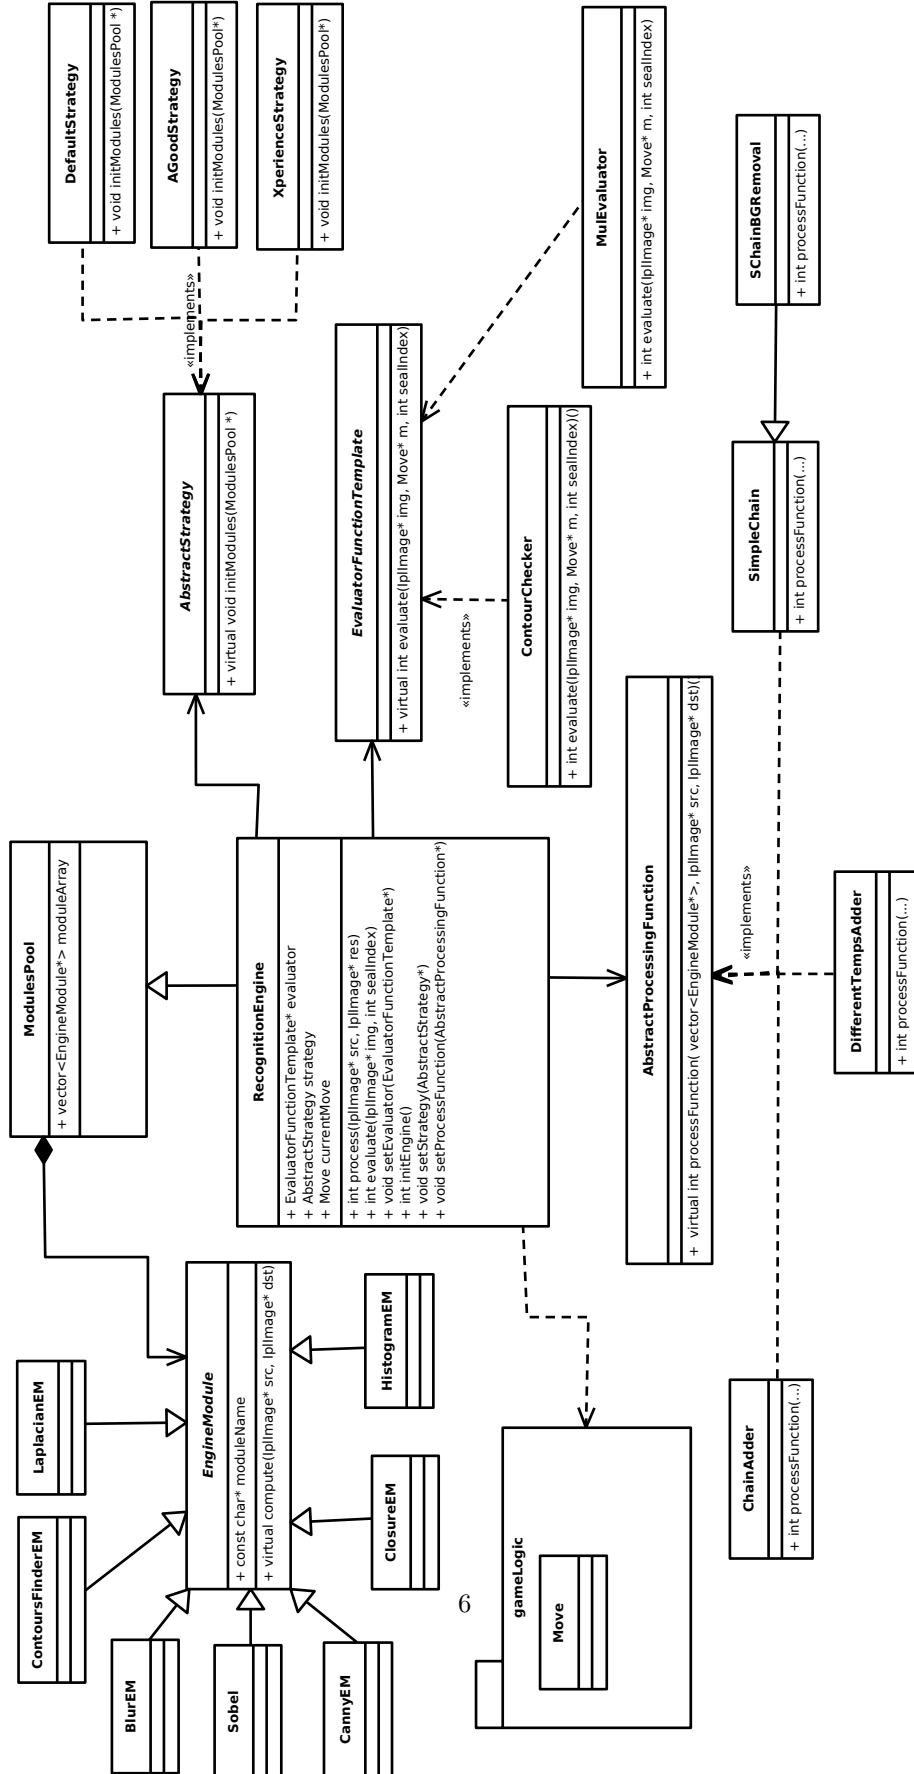 BlurEM
Sobel
CannyEM
ContoursFinderEM
LaplacianEM
EngineModule
+ const char* moduleName
+ virtual compute(IplImage* src, IplImage* dst)
ClosureEM
HistogramEM
gameLogic
Move
ModulesPool
+ vector<EngineModule*> moduleArray
RecognitionEngine
+ EvaluatorFunctionTemplate* evaluator
+ AbstractStrategy strategy
+ Move currentMove
+ int process(IplImage* src, IplImage* res)
+ int evaluate(IplImage* img, int sealIndex)
+ void setEvaluator(EvaluatorFunctionTemplate*)
+ int initEngine()
+ void setStrategy(AbstractStrategy*)
+ void setProcessFunction(AbstractProcessingFunction*)
ChainAdder
+ int processFunction(...)
AbstractProcessingFunction
+ virtual int processFunction( vector<EngineModule*>, IplImage* src, IplImage* dst)()
«implements»
DifferentTempsAdder
+ int processFunction(...)
AbstractStrategy
+ virtual void initModules(ModulesPool *)
«implements»
DefaultStrategy
+ void initModules(ModulesPool *)
AGoodStrategy
+ void initModules(ModulesPool*)
XperienceStrategy
+ void initModules(ModulesPool*)
EvaluatorFunctionTemplate
+ virtual int evaluate(IplImage* img, Move* m, int sealIndex)
«implements»
ContourChecker
+ int evaluate(IplImage* img, Move* m, int sealIndex)()
MulEvaluator
+ int evaluate(IplImage* img, Move* m, int sealIndex)
SimpleChain
+ int processFunction(...)
SChainBGRemoval
+ int processFunction(...)
6